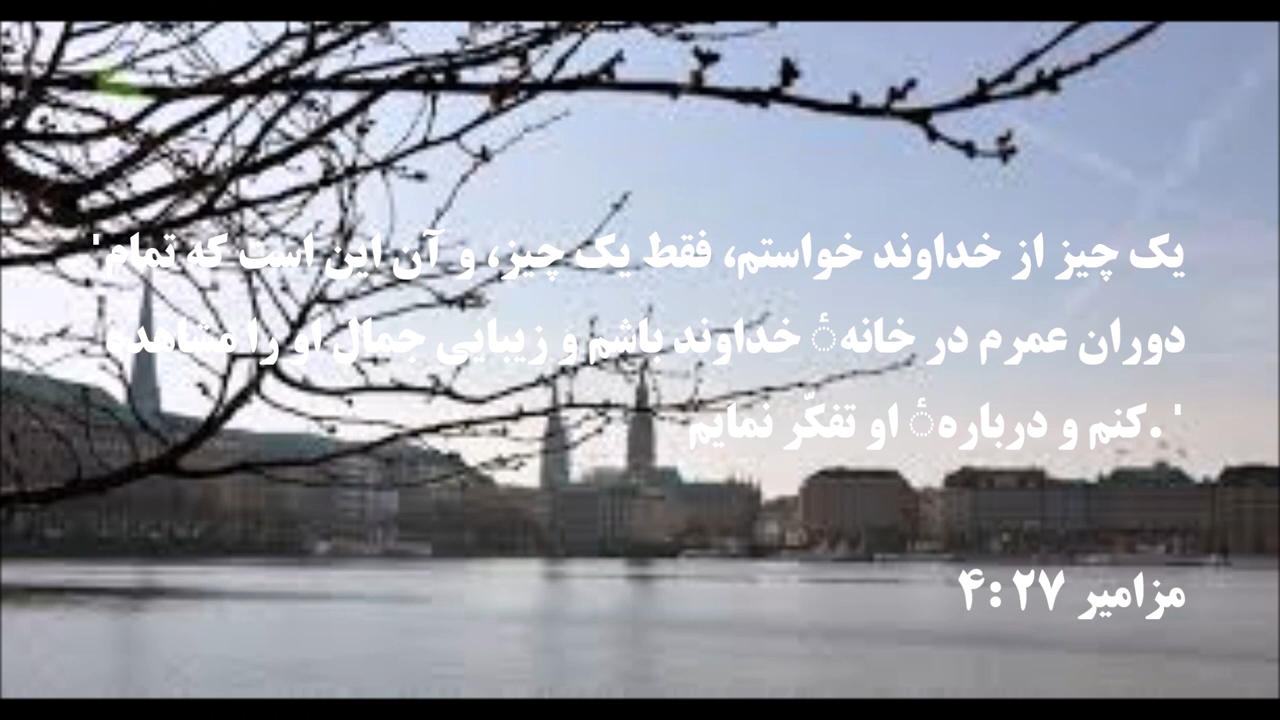 یک چیز از خداوند خواستم، فقط یک چیز، و آن این است که تمام'
دوران عمرم در خانه ٔ خداوند باشم و زیبایی جمال او را مشاهده
کنم و درباره ٔ او تفکّر نمایم. '
مزامیر ۲۷ :۴